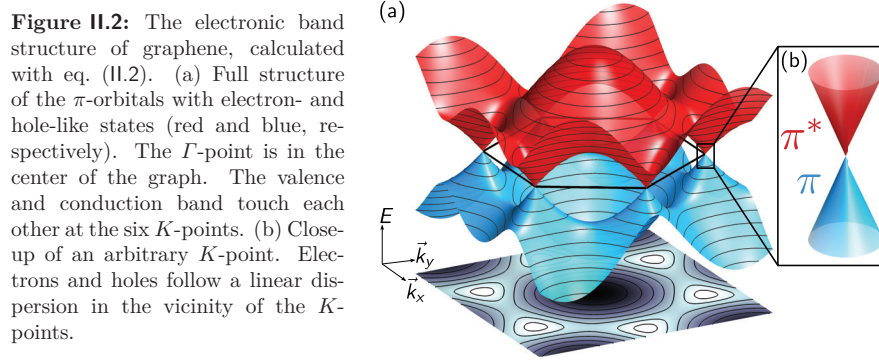 Figure II.2: The electronic band
structure of graphene, calculated
with eq. (II.2). (a) Full structure
of the π-orbitals with electron- and
hole-like states (red and blue, re-
spectively). The Γ-point is in the
center of the graph. The valence
and conduction band touch each
other at the six K-points. (b) Close-
up of an arbitrary K-point. Elec-
trons and holes follow a linear dis-
persion in the vicinity of the K-
points.
(a)
(b)
π*
π
E
k⃗y
k⃗x